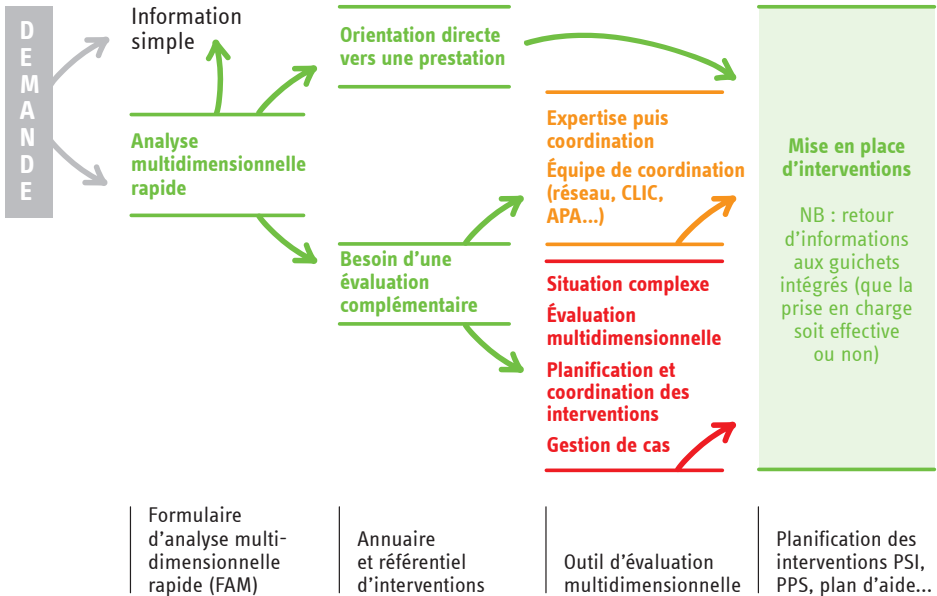 DEMANDE
Information
simple
Analyse
multidimensionnelle
rapide
Orientation directe
vers une prestation
Besoin d'une
évaluation
complémentaire
Expertise puis
coordination
Équipe de coordination
(réseau, CLIC,
APA...)
Situation complexe
Évaluation
multidimensionnelle
Planification et
coordination des
interventions
Gestion de cas
Mise en place
d'interventions
NB : retour
d'informations
aux guichets
intégrés (que la
prise en charge
soit effective
ou non)
Formulaire
d'analyse multi-
dimensionnelle
rapide (FAM)
Annuaire
et référentiel
d'interventions
Outil d'évaluation
multidimensionnelle
Planification des
interventions PSI,
PPS, plan d'aide...